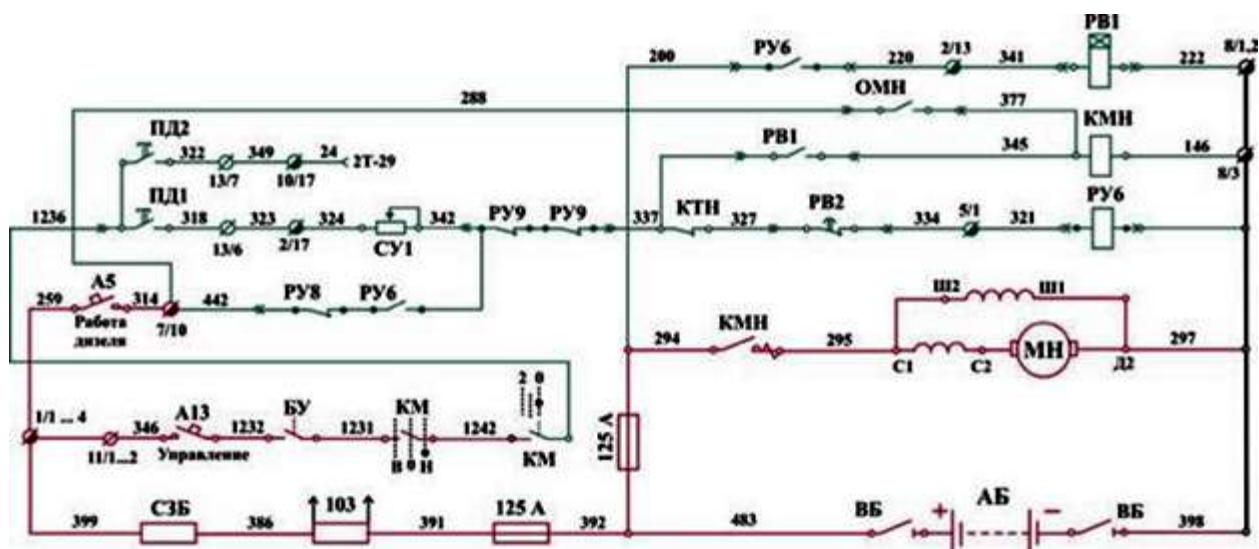 РВ1
200 РУ6 220 2/13 341 222 8/1,2
288 ОМН 377
КМН
ПД2
322 349 24 2Т-29
РВ1 345 146
13/7 10/17
8/3
ПД1
1236 318 323 324 342 РУ9 РУ9 337 КТН 327 РВ2 334 5/1 321 РУ6
13/6 2/17 СУ1
А5
259 314 442 РУ8 РУ6
7/10
Работа
дизеля
Ш2 Ш1
КМН
294 295 МН 297
С1 С2 Д2
2 0
1/1 ... 4
А13 БУ КМ
346 1232 1231 1242
11/1...2 Управление
В 0 Н КМ
125 А
СЗБ 103 125 А
399 386 391 392
483 ВБ + АБ − ВБ 398